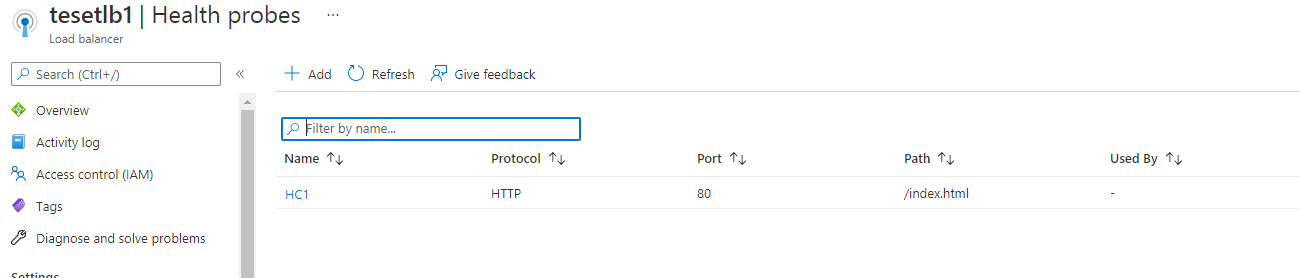 tesetlb1 | Health probes ...
Load balancer
Search (Ctrl+/) «
+ Add Refresh Give feedback
Overview
Activity log
Access control (IAM)
Tags
Diagnose and solve problems
Settings
Filter by name...
Name ↑↓ Protocol ↑↓ Port ↑↓ Path ↑↓ Used By ↑↓
HC1 HTTP 80 /index.html -